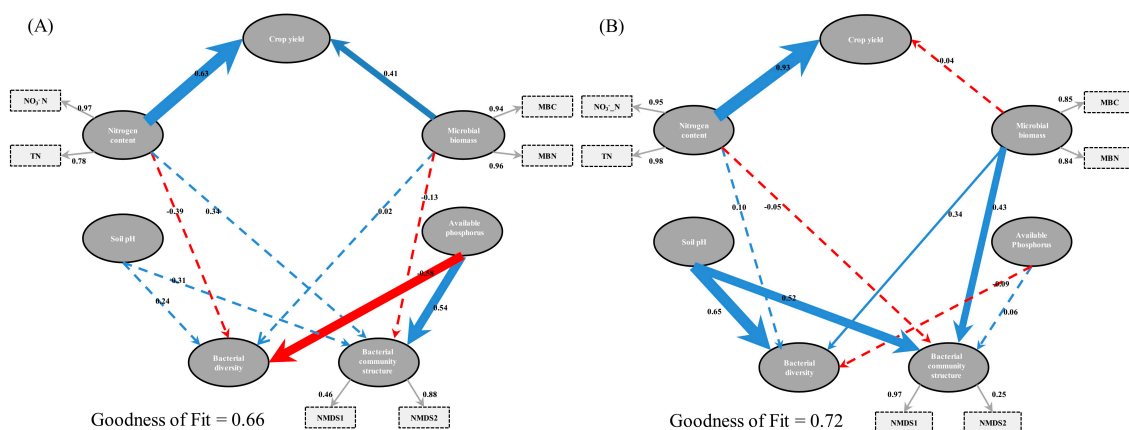 (A)
Crop yield
0.63
0.41
NO₃⁻ N
0.97
TN
0.78
Nitrogen
content
0.94
MBC
Microbial
biomass
MBN
0.96
-0.39
0.34
0.02
-0.13
Soil pH
Available
phosphorus
0.31
0.24
0.54
Bacterial
diversity
Bacterial
community
structure
0.46
0.88
NMDS1
NMDS2
Goodness of Fit = 0.66
(B)
Crop yield
0.93
-0.04
NO₃⁻_N
0.95
TN
0.98
Nitrogen
content
0.85
MBC
Microbial
biomass
MBN
0.84
0.10
-0.05
0.34
0.43
Soil pH
Available
Phosphorus
0.52
0.65
-0.09
0.06
Bacterial
diversity
Bacterial
community
structure
0.97
0.25
NMDS1
NMDS2
Goodness of Fit = 0.72